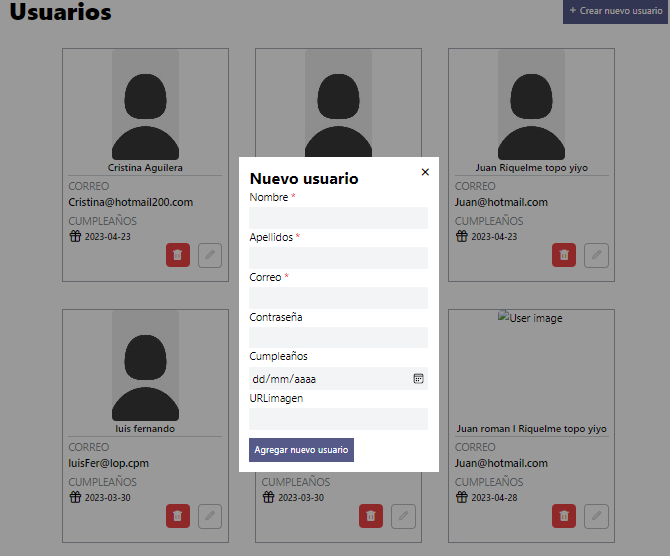 Usuarios
+ Crear nuevo usuario
Cristina Aguilera
CORREO
Cristina@hotmail200.com
CUMPLEAÑOS
2023-04-23
Juan Riquelme topo yiyo
CORREO
Juan@hotmail.com
CUMPLEAÑOS
2023-04-23
Nuevo usuario
Nombre *
Apellidos *
Correo *
Contraseña
Cumpleaños
dd/mm/aaaa
URLimagen
Agregar nuevo usuario
luis fernando
CORREO
luisFer@lop.cpm
CUMPLEAÑOS
2023-03-30
2023-03-30
User image
Juan roman l Riquelme topo yiyo
CORREO
Juan@hotmail.com
CUMPLEAÑOS
2023-04-28